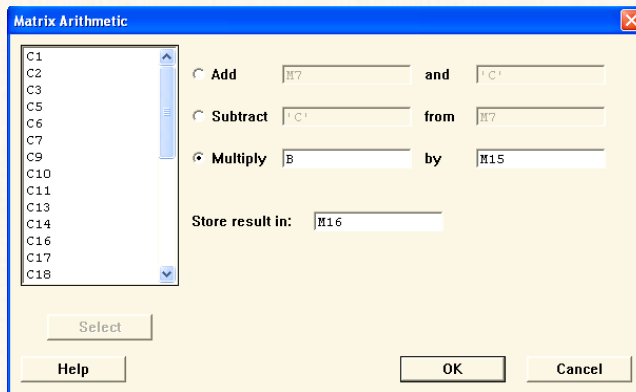 Matrix Arithmetic
C1
C2
C3
C5
C6
C7
C9
C10
C11
C13
C14
C16
C17
C18
Add M7 and 'C'
Subtract 'C' from M7
Multiply B by M15
Store result in: M16
Select
Help OK Cancel